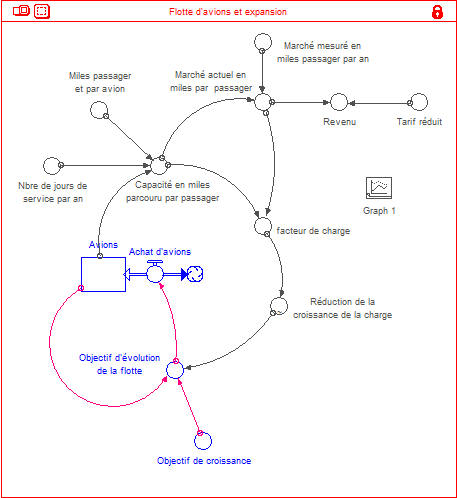 Flotte d'avions et expansion
Marché mesuré en
miles passager par an
Miles passager
et par avion
Marché actuel en
miles par passager
Revenu
Tarif réduit
Nbre de jours de
service par an
Capacité en miles
parcouru par passager
Graph 1
facteur de charge
Avions
Achat d'avions
Réduction de la
croissance de la charge
Objectif d'évolution
de la flotte
Objectif de croissance